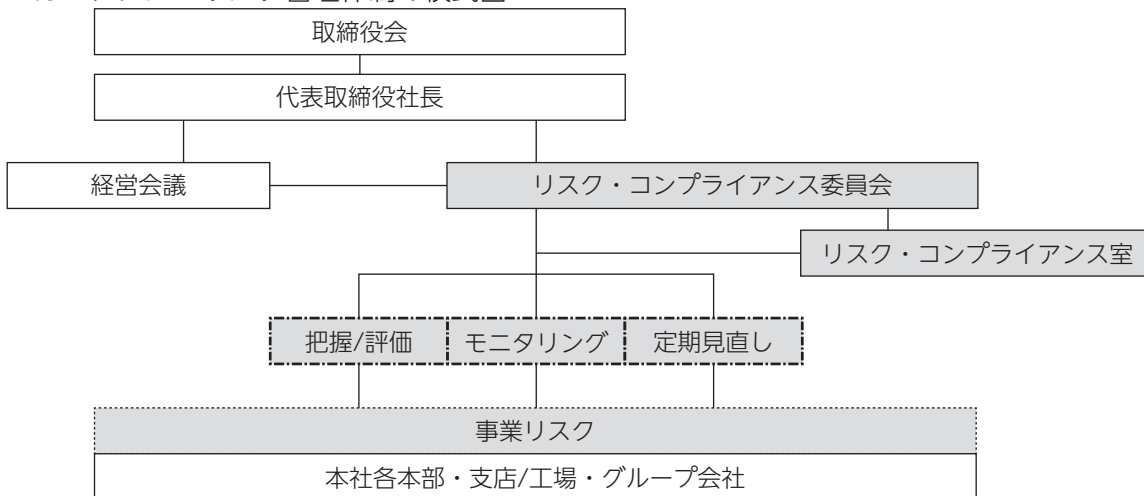 取締役会
代表取締役社長
経営会議
リスク・コンプライアンス委員会
リスク・コンプライアンス室
把握/評価
モニタリング
定期見直し
事業リスク
本社各本部・支店/工場・グループ会社